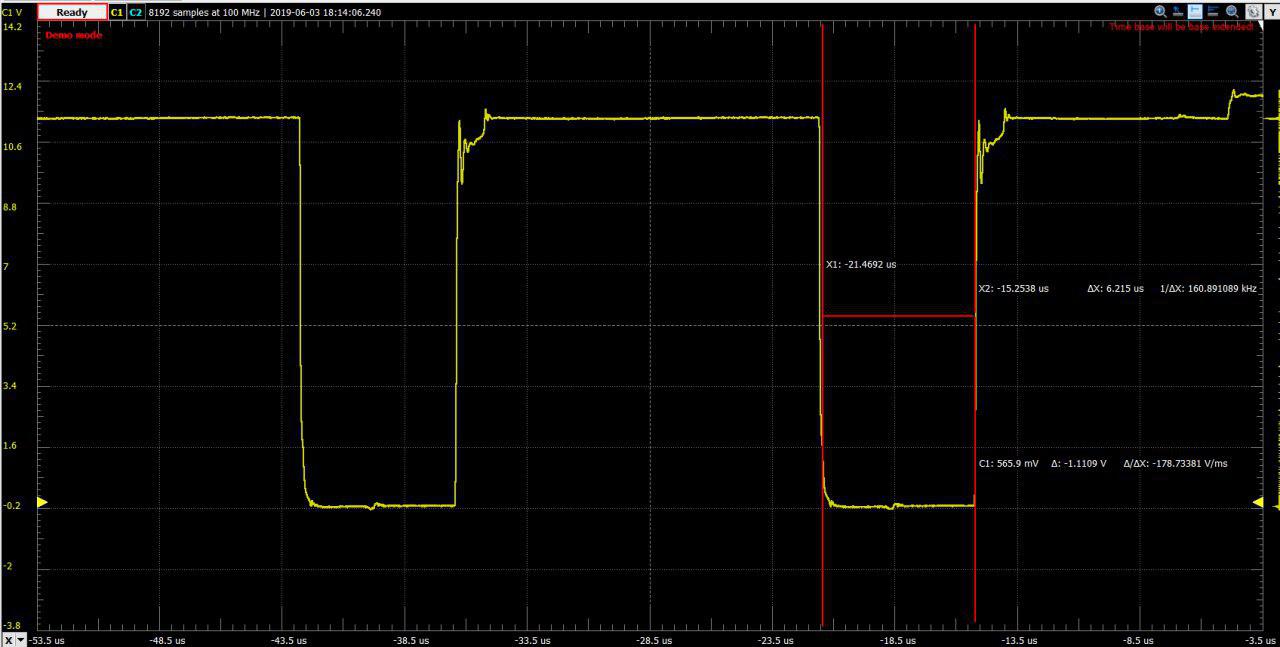 C1 V Ready C1 C2 8192 samples at 100 MHz | 2019-06-03 18:14:06.240 Y
14.2
Demo mode
Time base will be base extended!
12.4
10.6
8.8
7
X1: -21.4692 us
X2: -15.2538 us ΔX: 6.215 us 1/ΔX: 160.891089 kHz
5.2
3.4
1.6
C1: 565.9 mV Δ: -1.1109 V Δ/ΔX: -178.73381 V/ms
-0.2
-2
-3.8
X -53.5 us -48.5 us -43.5 us -38.5 us -33.5 us -28.5 us -23.5 us -18.5 us -13.5 us -8.5 us -3.5 us